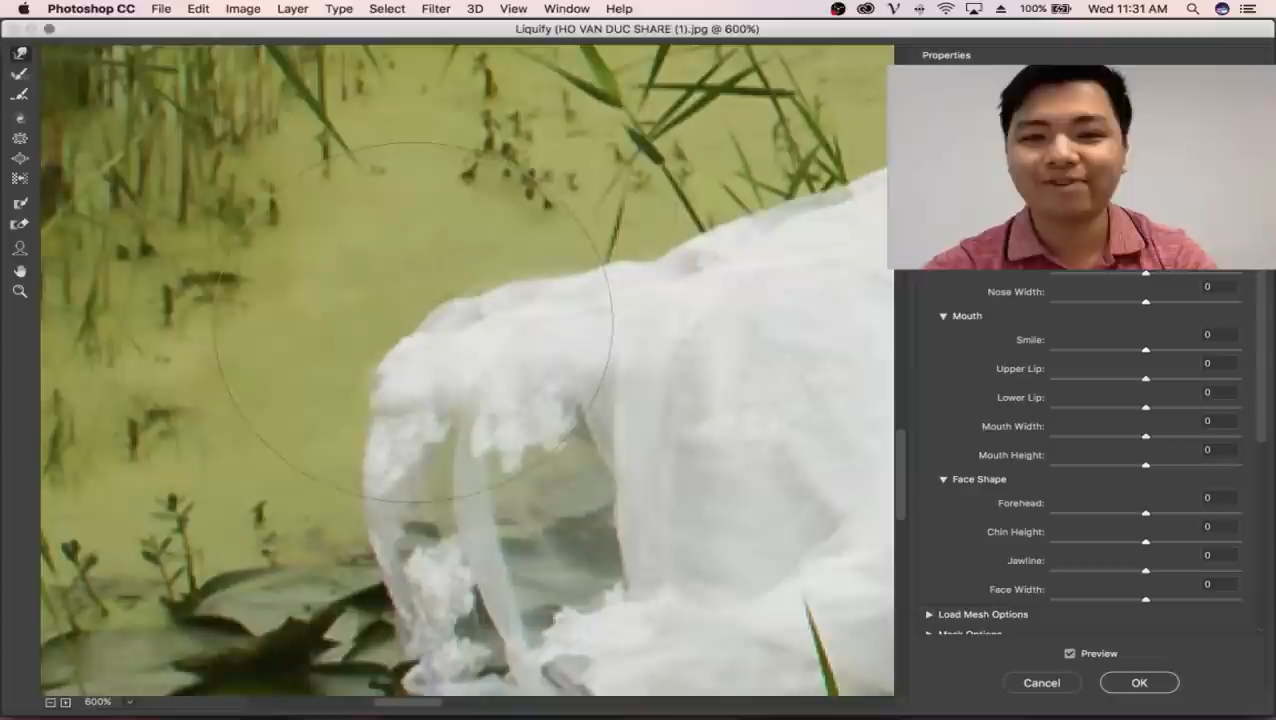 Photoshop CC File Edit Image Layer Type Select Filter 3D View Window Help 100% Wed 11:31 AM
Liquify (HO VAN DUC SHARE (1).jpg @ 600%)
Properties
Nose Width: 0
Mouth
Smile: 0
Upper Lip: 0
Lower Lip: 0
Mouth Width: 0
Mouth Height: 0
Face Shape
Forehead: 0
Chin Height: 0
Jawline: 0
Face Width: 0
Load Mesh Options
Mask Options
Preview
Cancel OK
600%